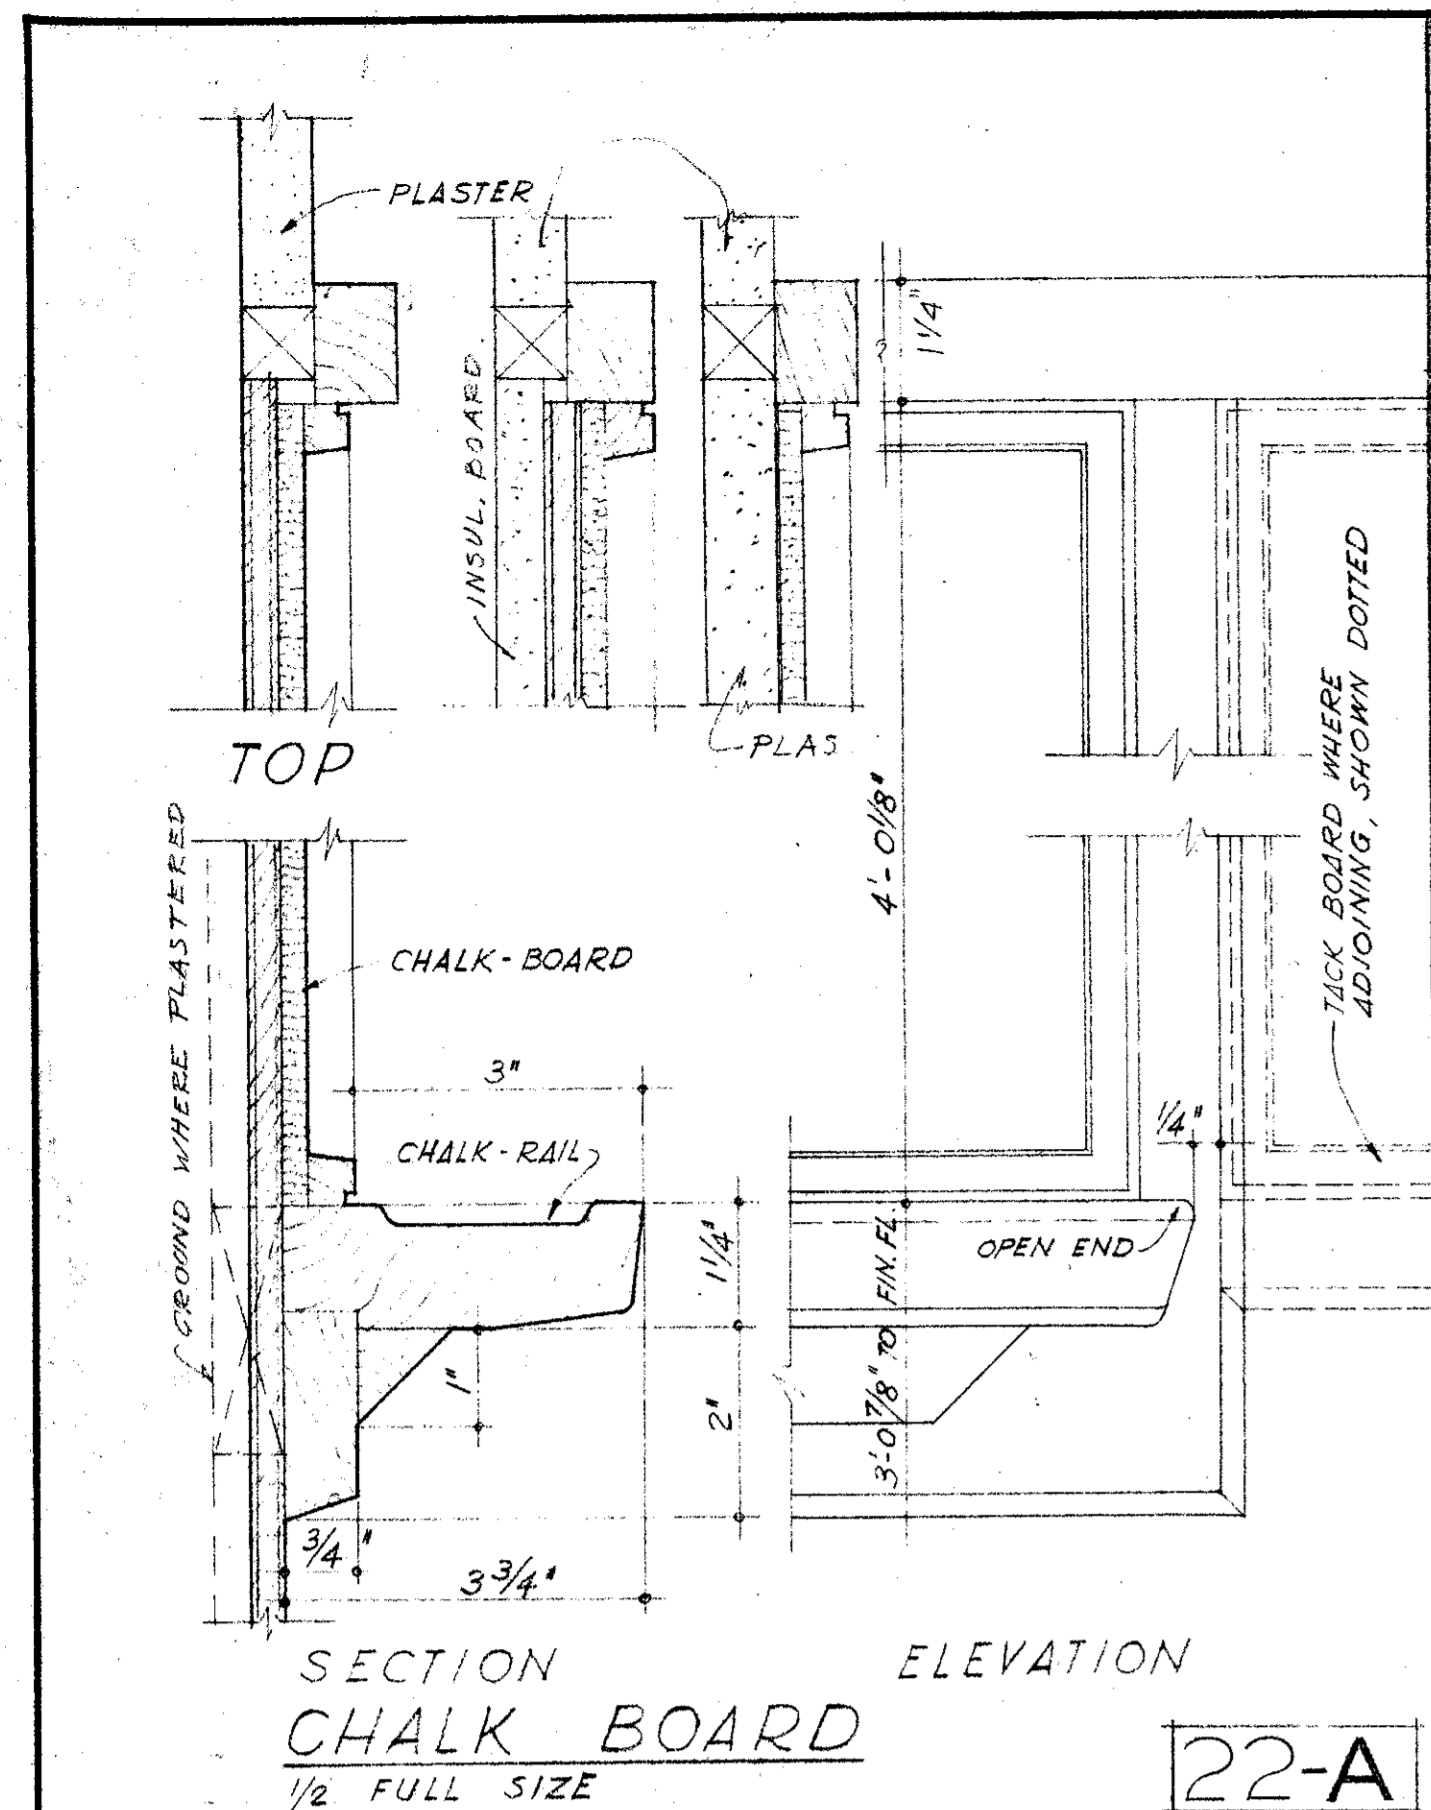 PLASTER
INSUL. BOARD.
1 1/4"
TOP
PLAS
4'-0 1/8"
TACK BOARD WHERE
ADJOINING, SHOWN DOTTED
GROUND WHERE PLASTERED
CHALK-BOARD
3"
CHALK-RAIL
1/4"
OPEN END
1 1/4"
1"
2"
3'-0 7/8" TO FIN. FL.
3/4"
3 3/4"
SECTION
ELEVATION
CHALK BOARD
1/2 FULL SIZE
22-A